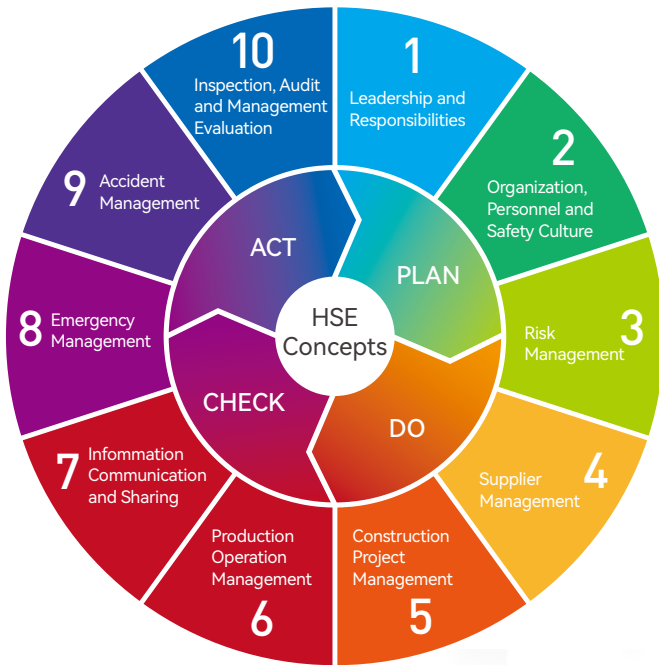 1
Leadership and
Responsibilities
2
Organization,
Personnel and
Safety Culture
3
Risk
Management
4
Supplier
Management
5
Construction
Project
Management
6
Production
Operation
Management
7
Infommation
Communication
and Sharing
8
Emergency
Management
9
Accident
Management
10
Inspection, Audit
and Management
Evaluation
PLAN
DO
CHECK
ACT
HSE
Concepts